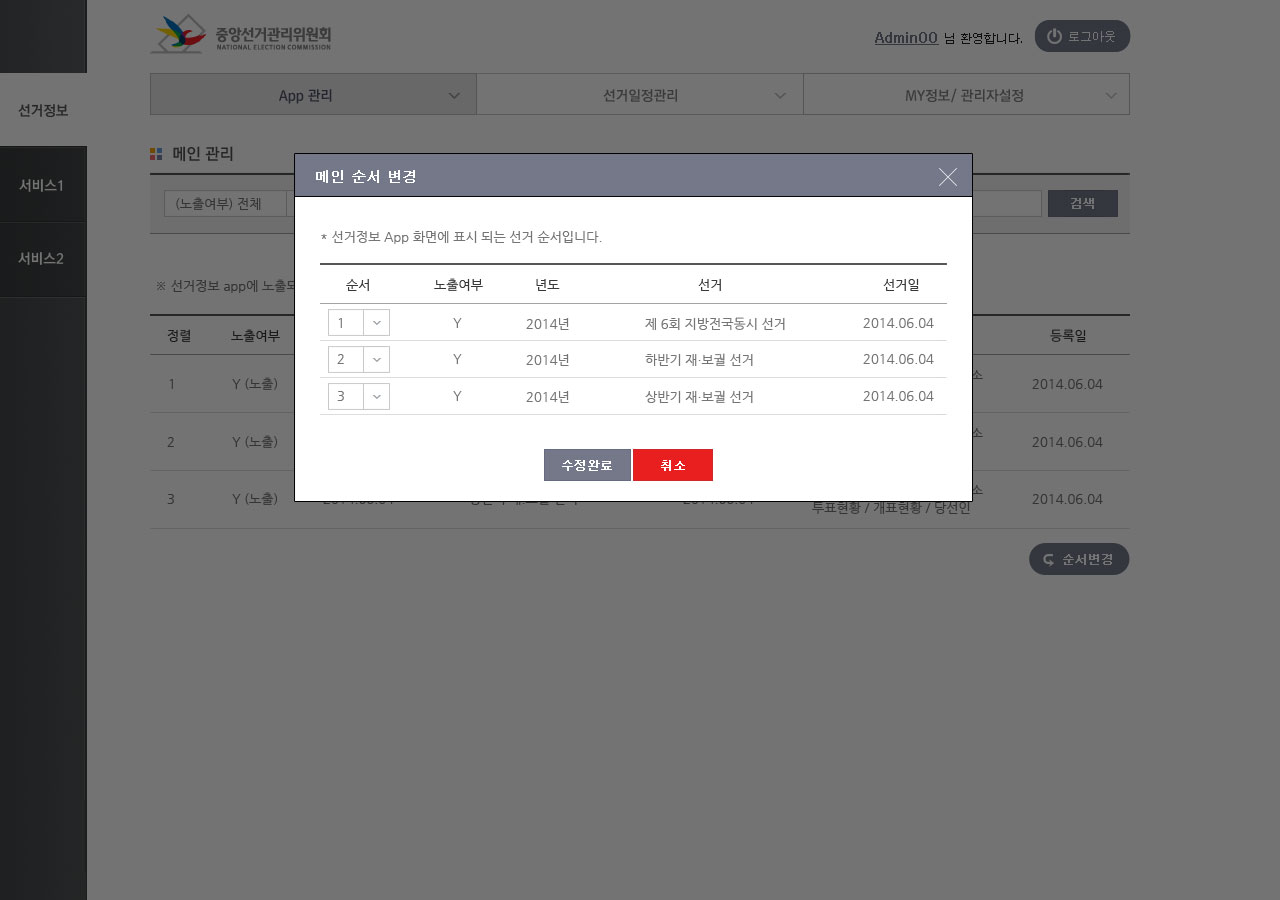 중앙선거관리위원회
NATIONAL ELECTION COMMISSION
Admin00 님 환영합니다.
로그아웃
App 관리
선거일정관리
MY정보/ 관리자설정
선거정보
서비스1
서비스2
메인 관리
(노출여부) 전체
검색
메인 순서 변경
* 선거정보 App 화면에 표시 되는 선거 순서입니다.
순서 노출여부 년도 선거 선거일
1 Y 2014년 제 6회 지방전국동시 선거 2014.06.04
2 Y 2014년 하반기 재·보궐 선거 2014.06.04
3 Y 2014년 상반기 재·보궐 선거 2014.06.04
수정완료
취소
※ 선거정보 app에 노출되
정렬 노출여부 등록일
1 Y (노출) 소 2014.06.04
2 Y (노출) 소 2014.06.04
3 Y (노출) 소 2014.06.04
투표현황 / 개표현황 / 당선인
순서변경